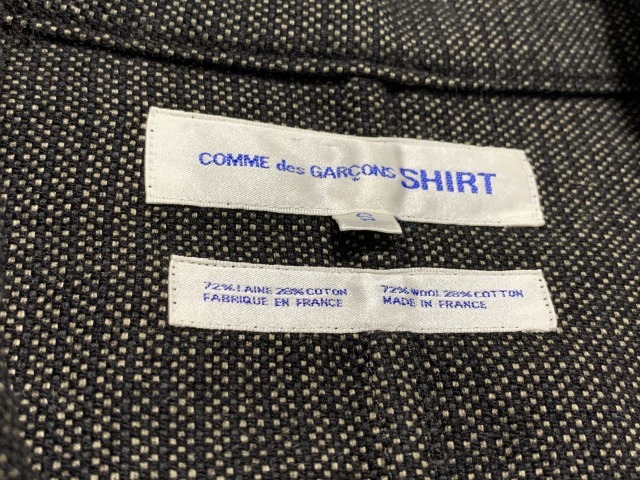 COMME des GARÇONS SHIRT
72% LAINE 28% COTON
FABRIQUE EN FRANCE
72% WOOL 28% COTTON
MADE IN FRANCE